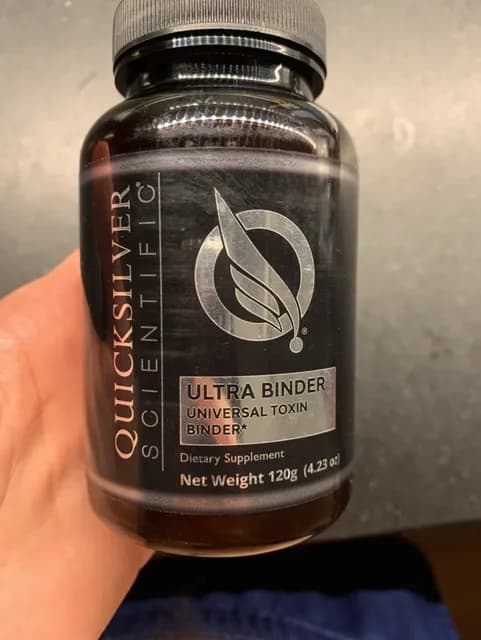 QUICKSILVER®
SCIENTIFIC
®
ULTRA BINDER
UNIVERSAL TOXIN
BINDER*
Dietary Supplement
Net Weight 120g (4.23 oz)